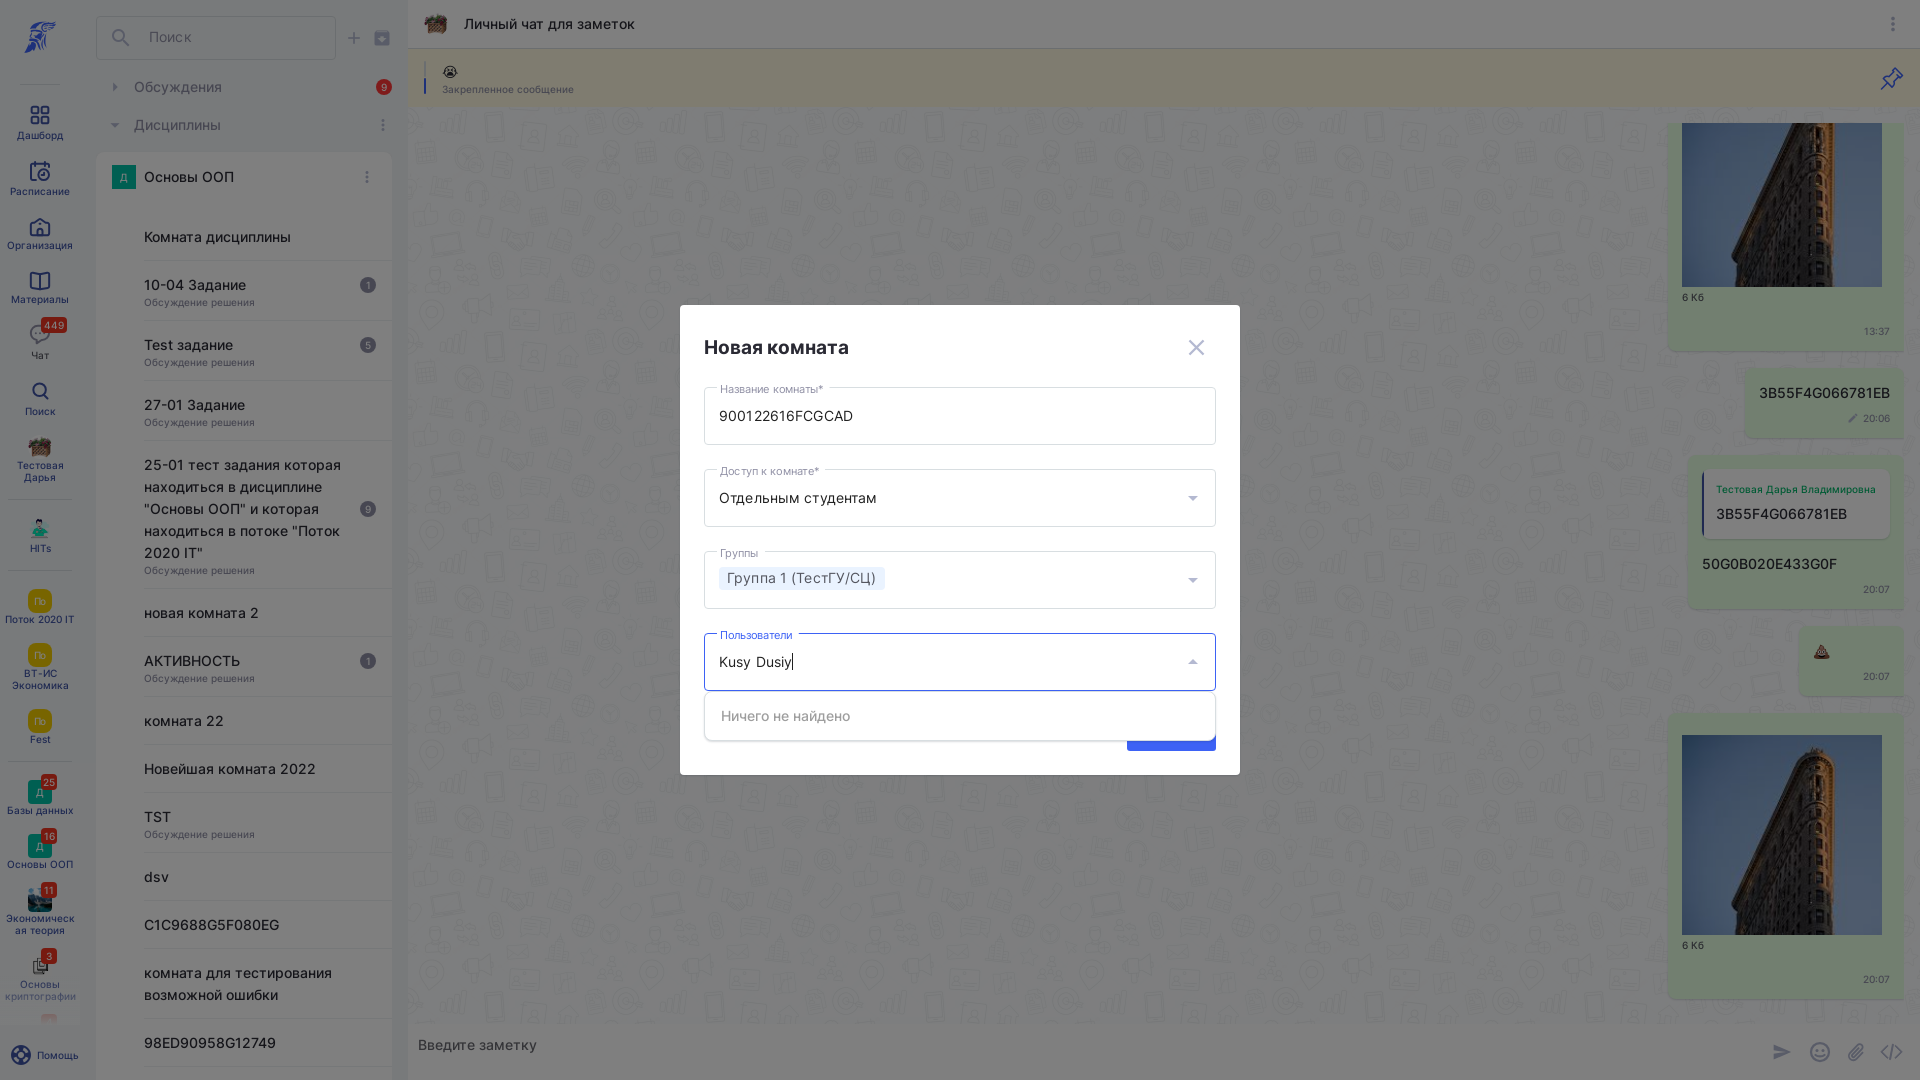 Поиск
Обсуждения
9
Дисциплины
Д
Основы ООП
Комната дисциплины
10-04 Задание
1
Обсуждение решения
Test задание
5
Обсуждение решения
27-01 Задание
Обсуждение решения
25-01 тест задания которая
находиться в дисциплине
"Основы ООП" и которая
находиться в потоке "Поток
2020 IT"
9
Обсуждение решения
новая комната 2
АКТИВНОСТЬ
1
Обсуждение решения
комната 22
Новейшая комната 2022
TST
Обсуждение решения
dsv
C1C9688G5F080EG
комната для тестирования
возможной ошибки
98ED90958G12749
Дашборд
Расписание
Организация
Материалы
449
Чат
Поиск
Тестовая
Дарья
HITs
По
Поток 2020 IT
По
ВТ-ИС
Экономика
По
Fest
25
Д
Базы данных
16
Д
Основы ООП
11
Экономическ
ая теория
3
Основы
криптографии
Помощь
Личный чат для заметок
Закрепленное сообщение
6 Кб
13:37
3B55F4G066781EB
20:06
Тестовая Дарья Владимировна
3B55F4G066781EB
50G0B020E433G0F
20:07
20:07
6 Кб
20:07
Введите заметку
Новая комната
Название комнаты*
900122616FCGCAD
Доступ к комнате*
Отдельным студентам
Группы
Группа 1 (ТестГУ/СЦ)
Пользователи
Kusy Dusiy
Ничего не найдено